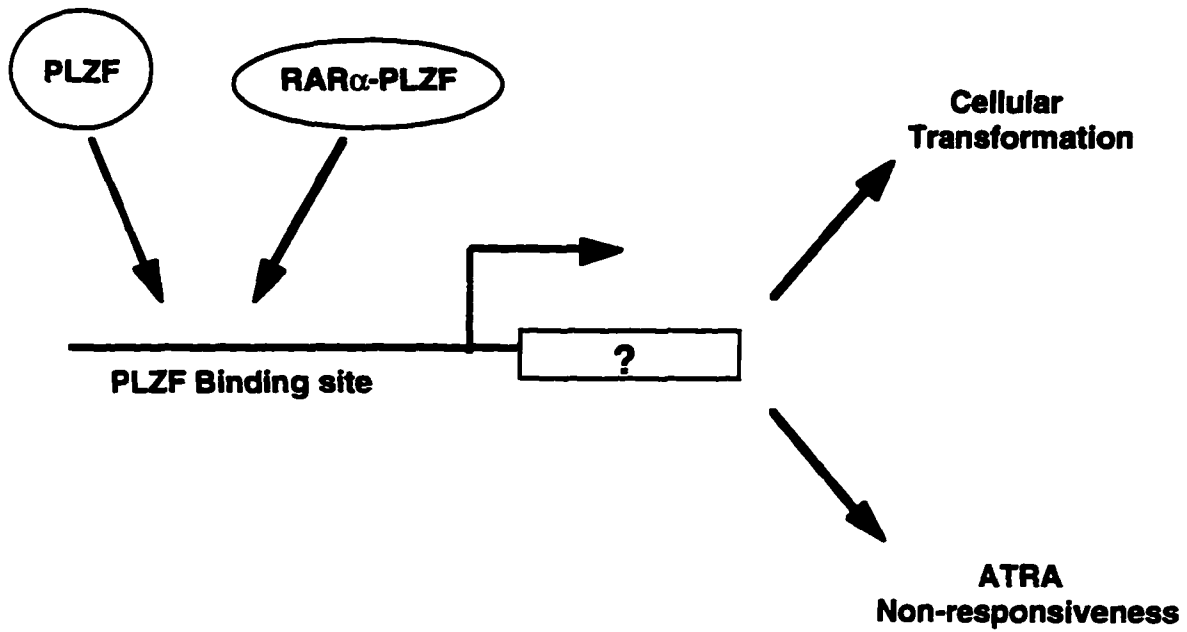 PLZF
RARα-PLZF
Cellular
Transformation
?
PLZF Binding site
ATRA
Non-responsiveness